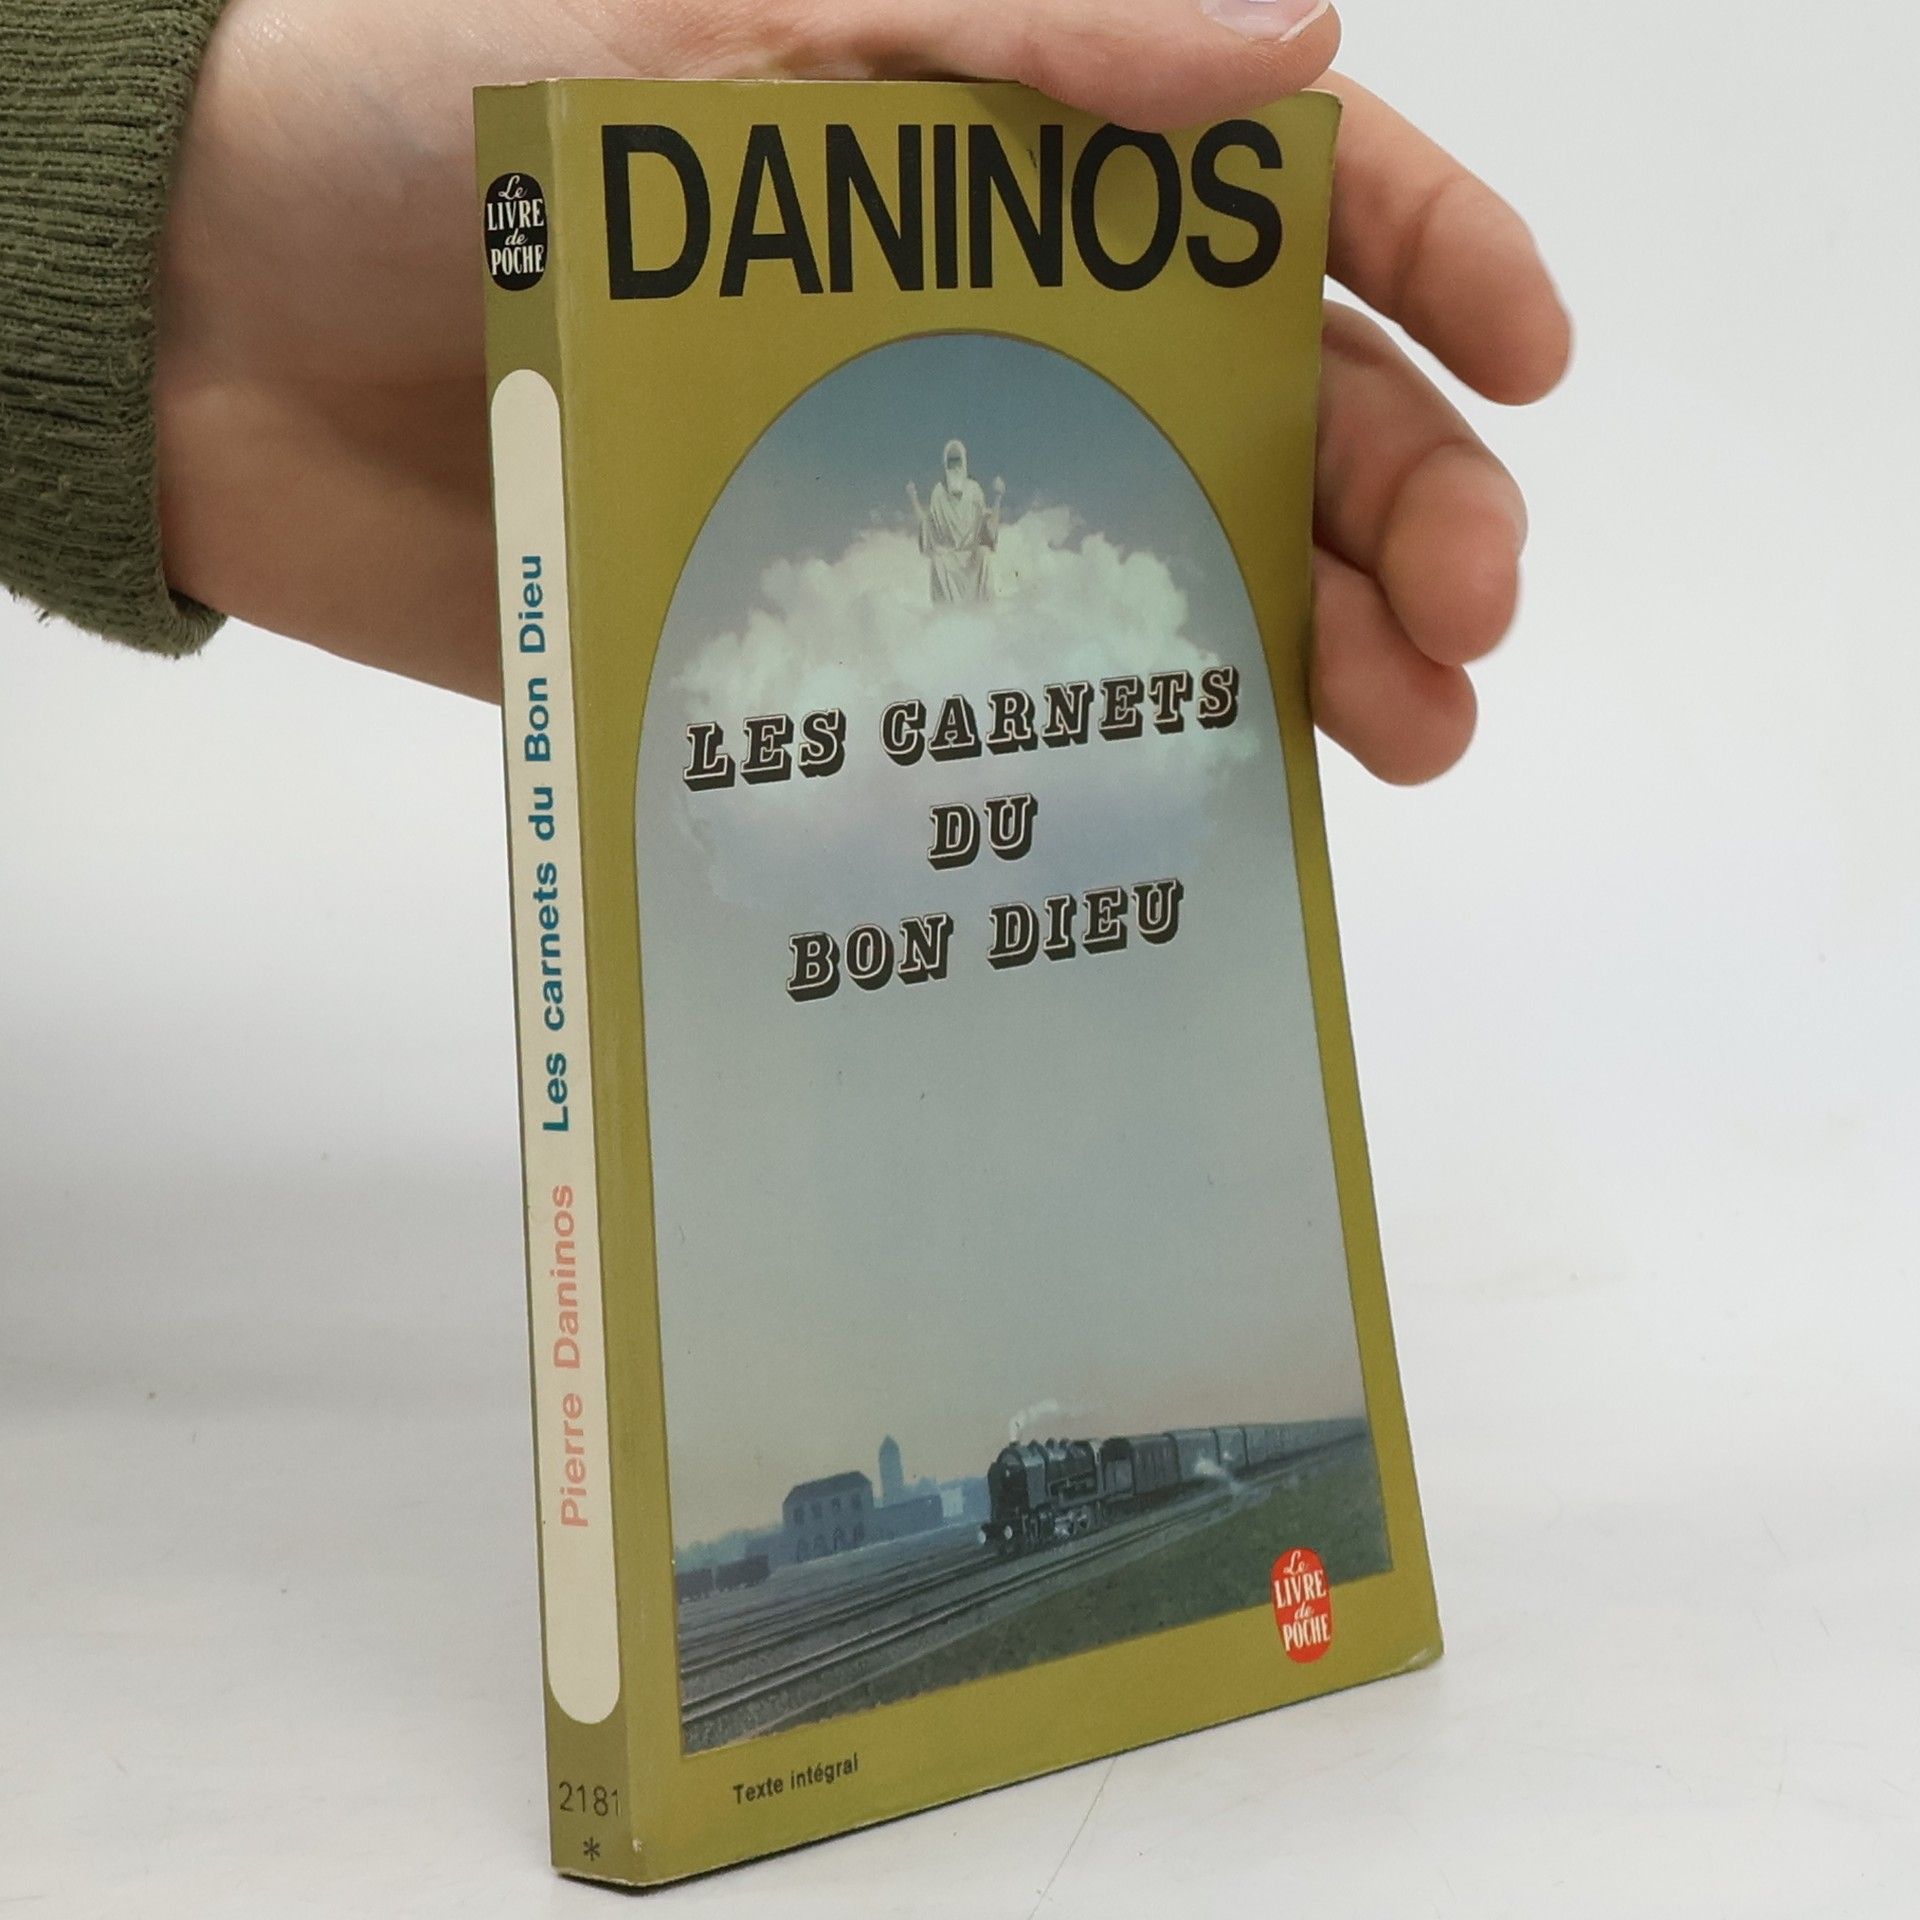 DANINOS
LES CARNETS
DU
BON DIEU
Le
LIVRE
de
POCHE
Texte intégral
Le
LIVRE
de
POCHE
Pierre Daninos Les carnets du Bon Dieu
2181
*